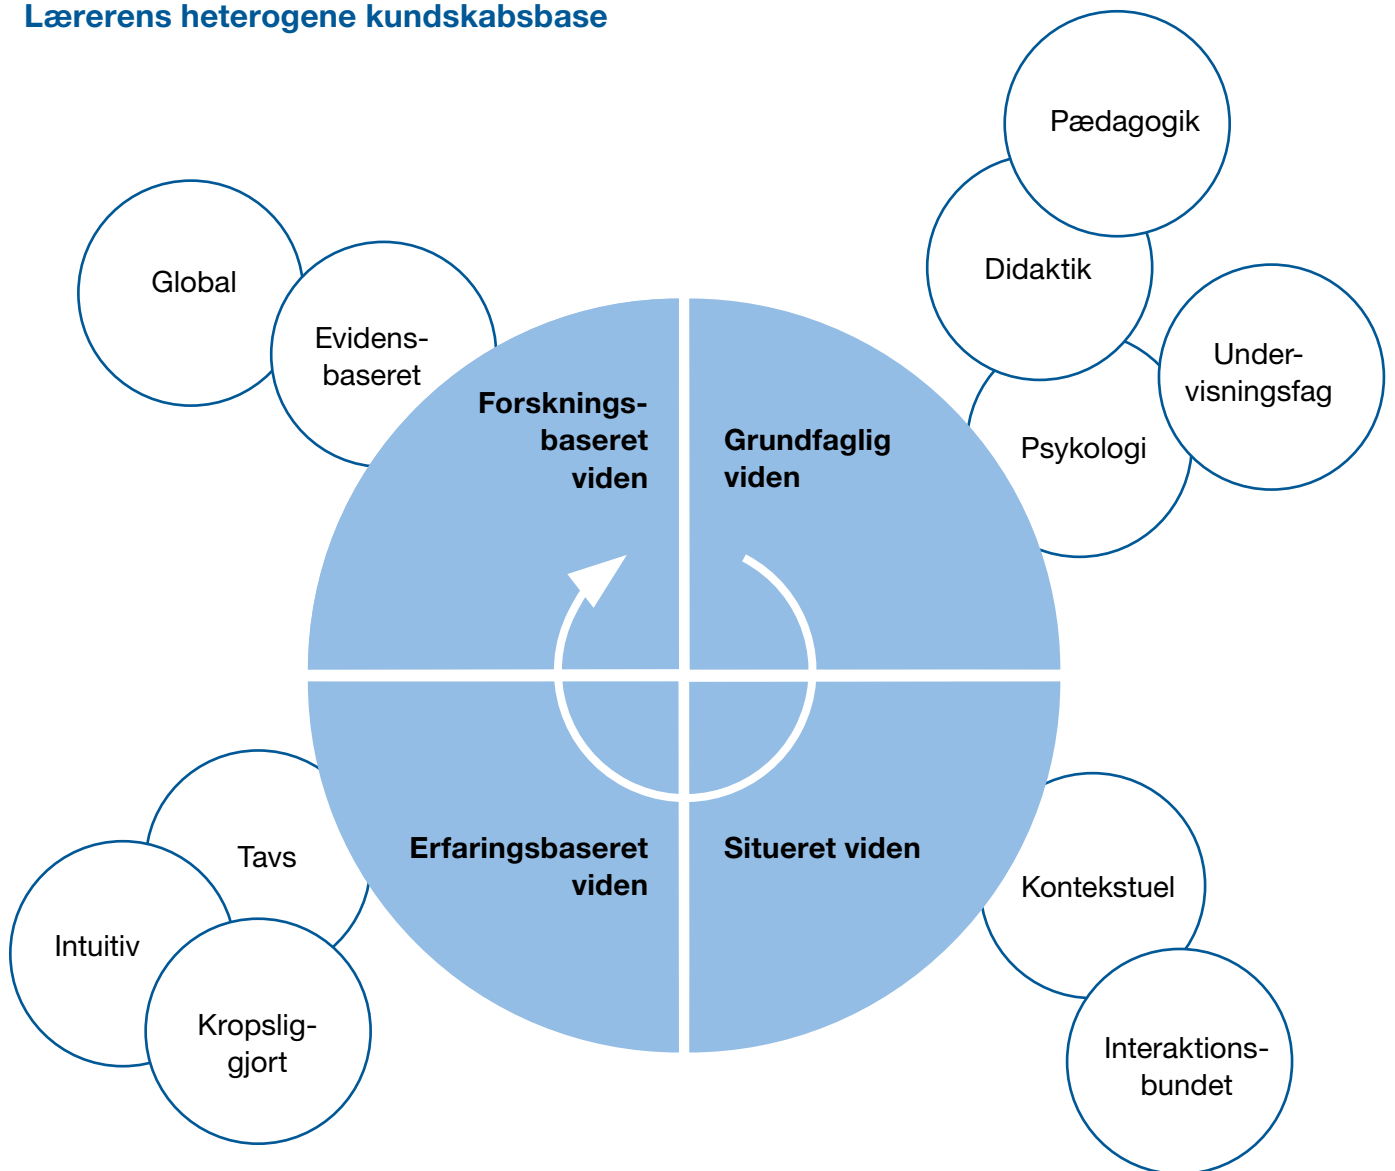 Lærerens heterogene kundskabsbase
Pædagogik
Didaktik
Under-
visningsfag
Psykologi
Global
Evidens-
baseret
Forsknings-
baseret
viden
Grundfaglig
viden
Erfaringsbaseret
viden
Situeret viden
Tavs
Intuitiv
Kropslig-
gjort
Kontekstuel
Interaktions-
bundet